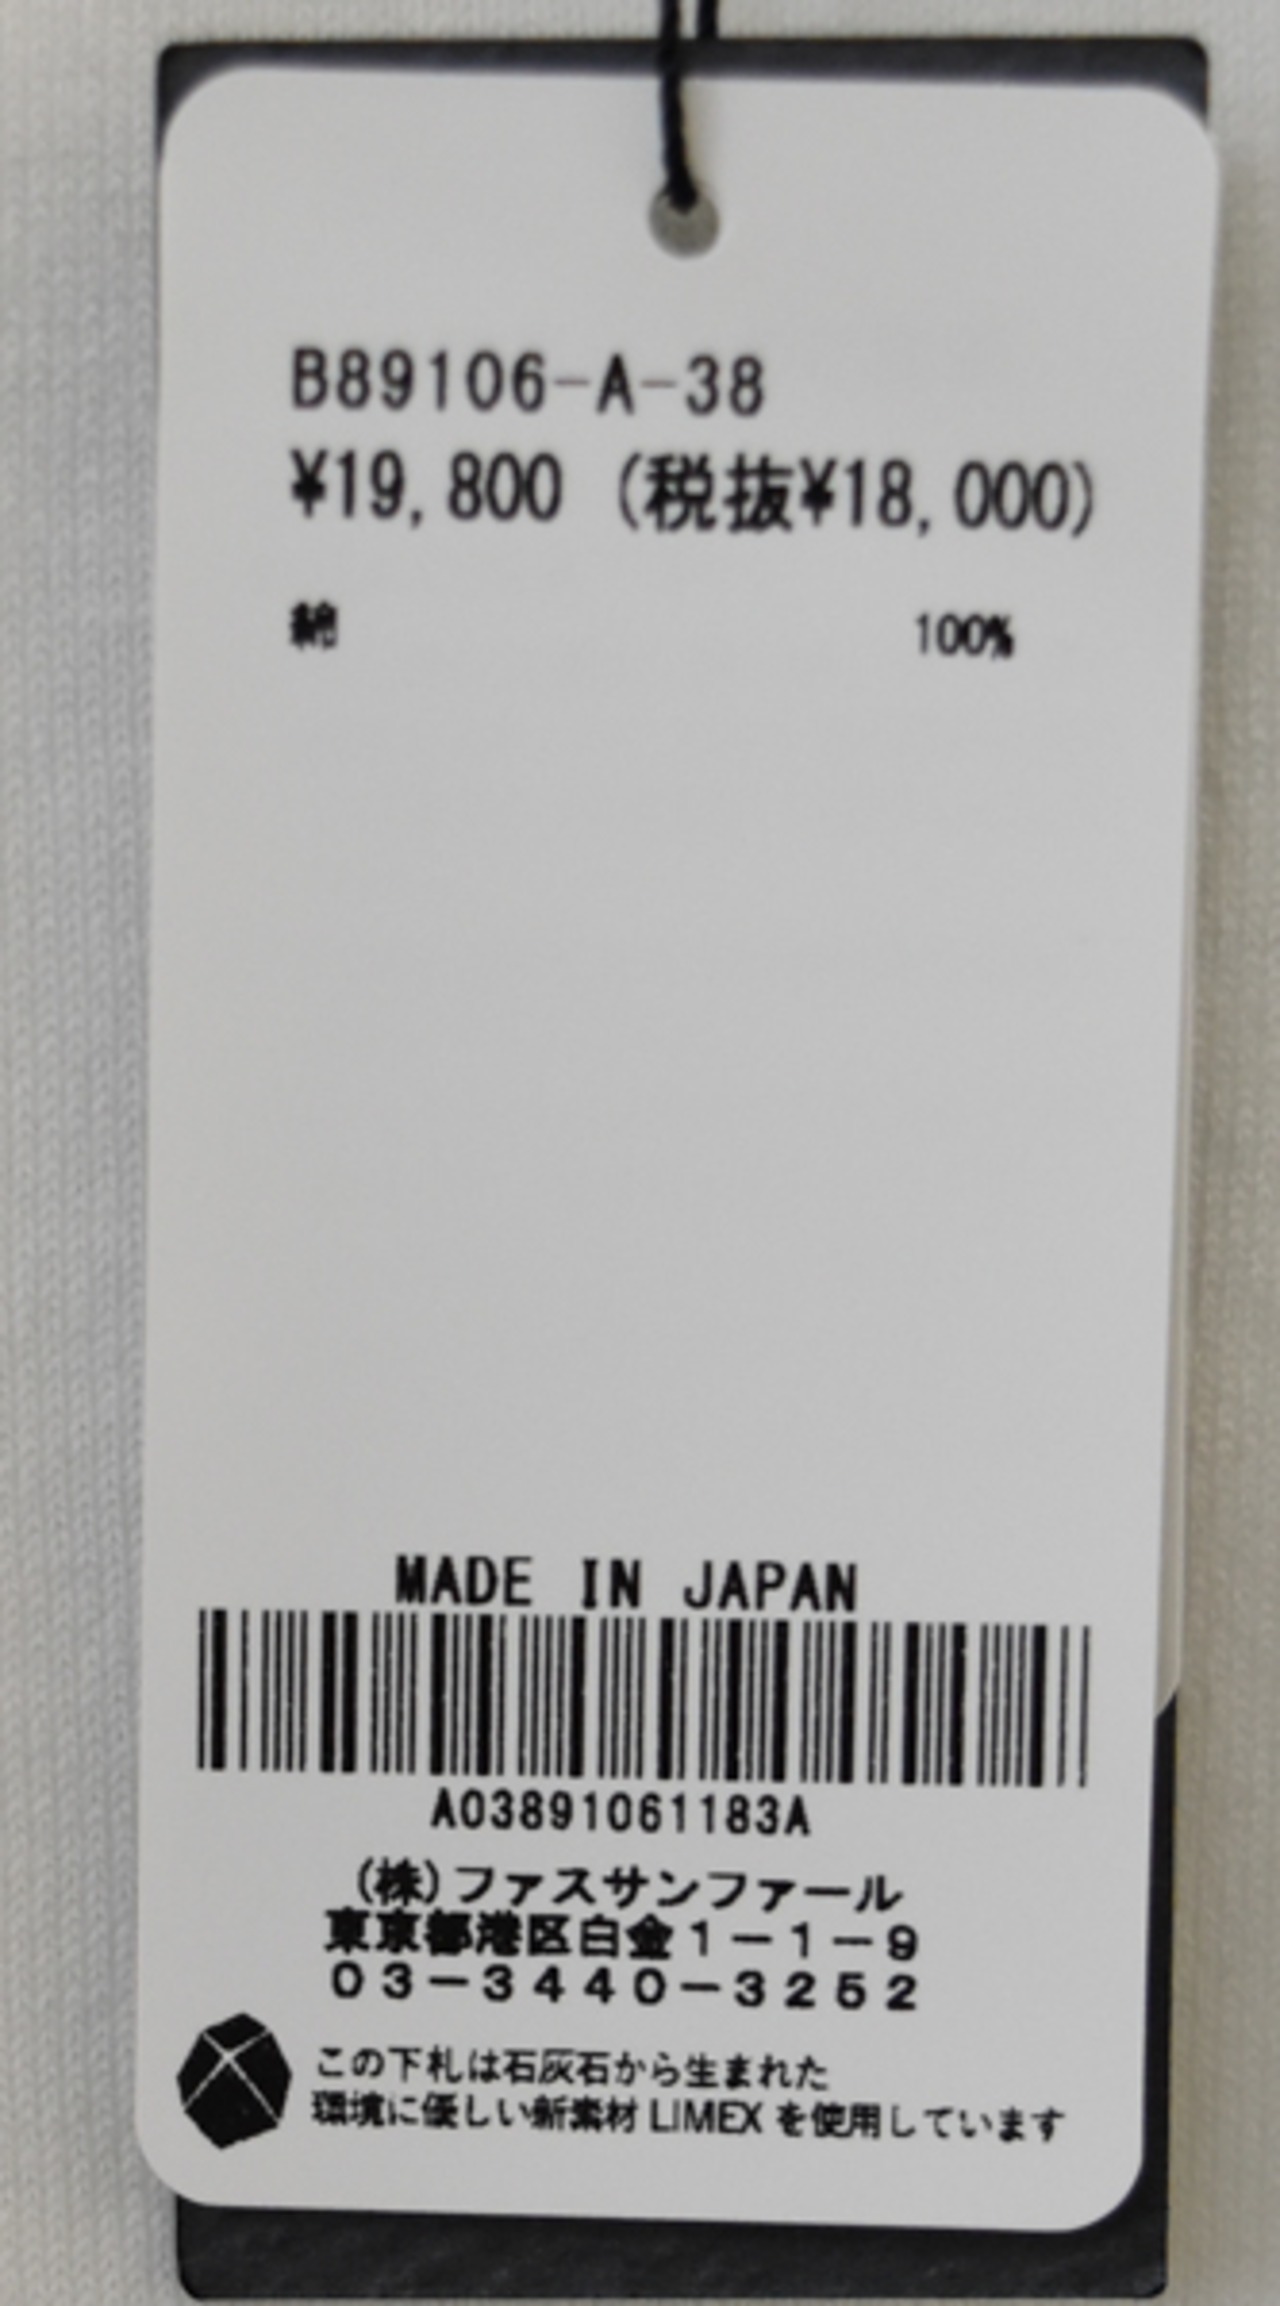 B89106-A-38
¥19,800 (税抜¥18,000)
綿 100%
MADE IN JAPAN
A03891061183A
(株)ファスサンファール
東京都港区白金1−1−9
03−3440−3252
この下札は石灰石から生まれた
環境に優しい新素材 LIMEX を使用しています